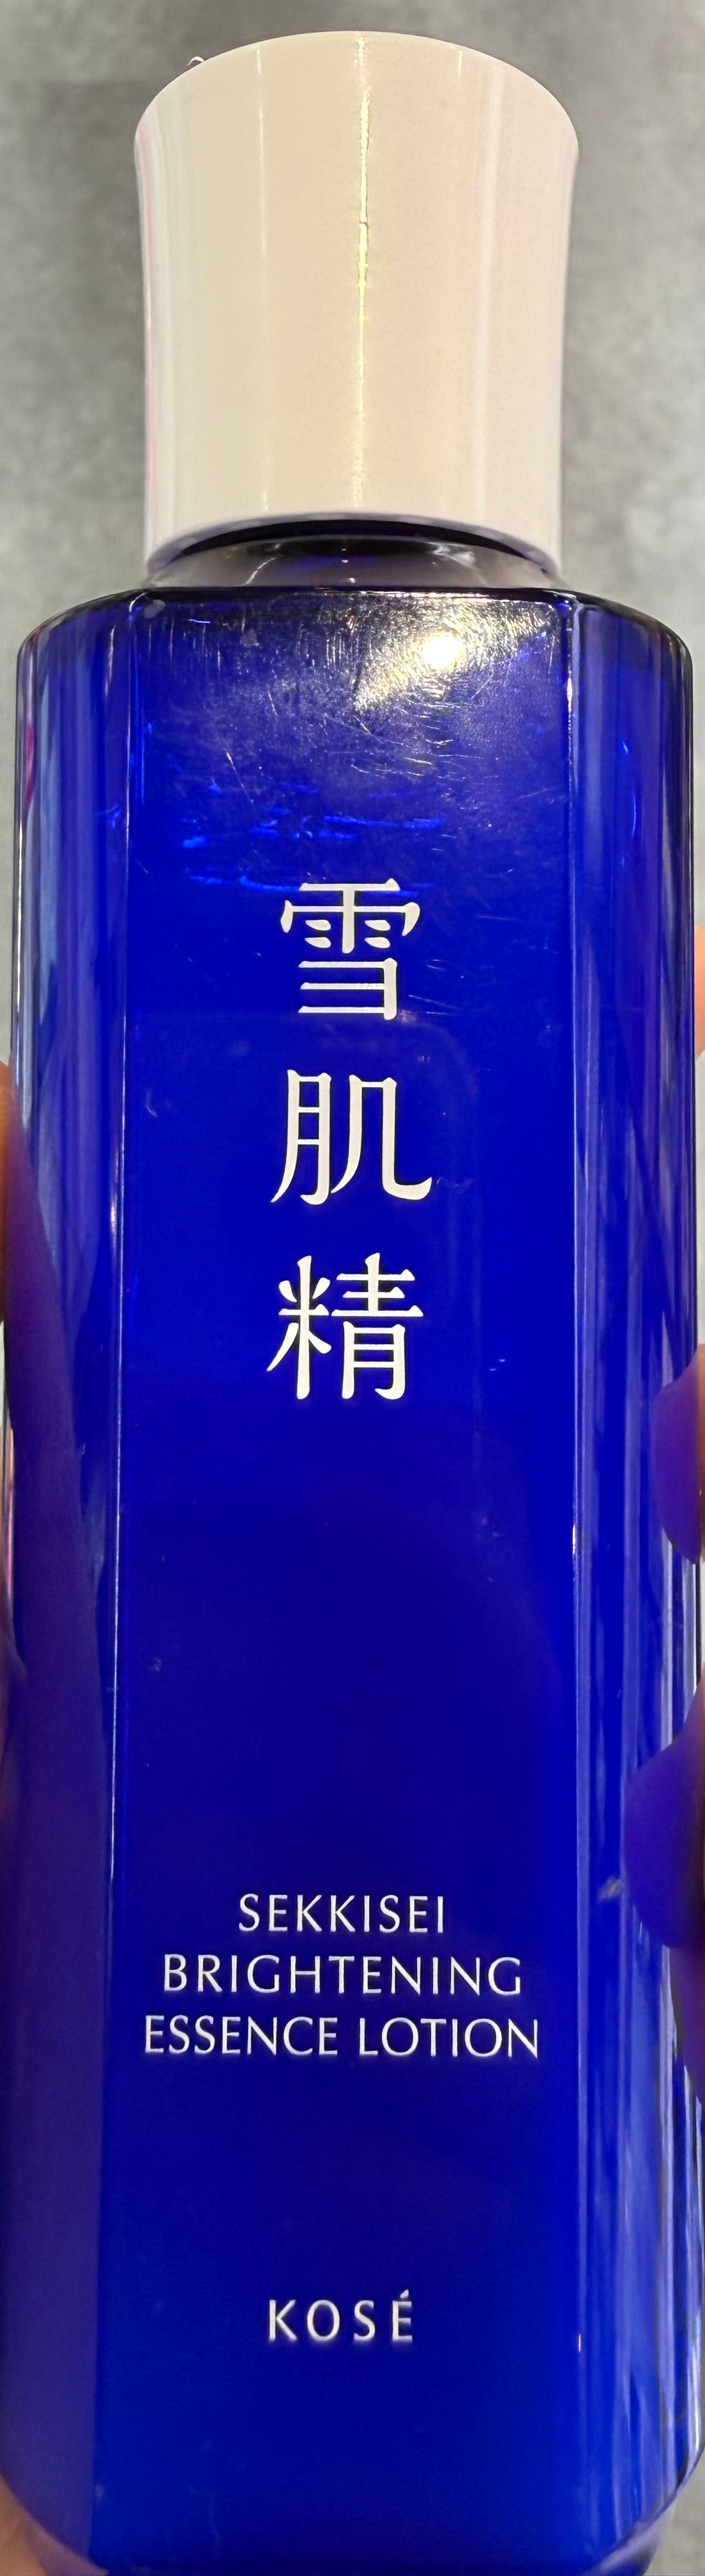 雪肌精
SEKKISEI
BRIGHTENING
ESSENCE LOTION
KOSÉ